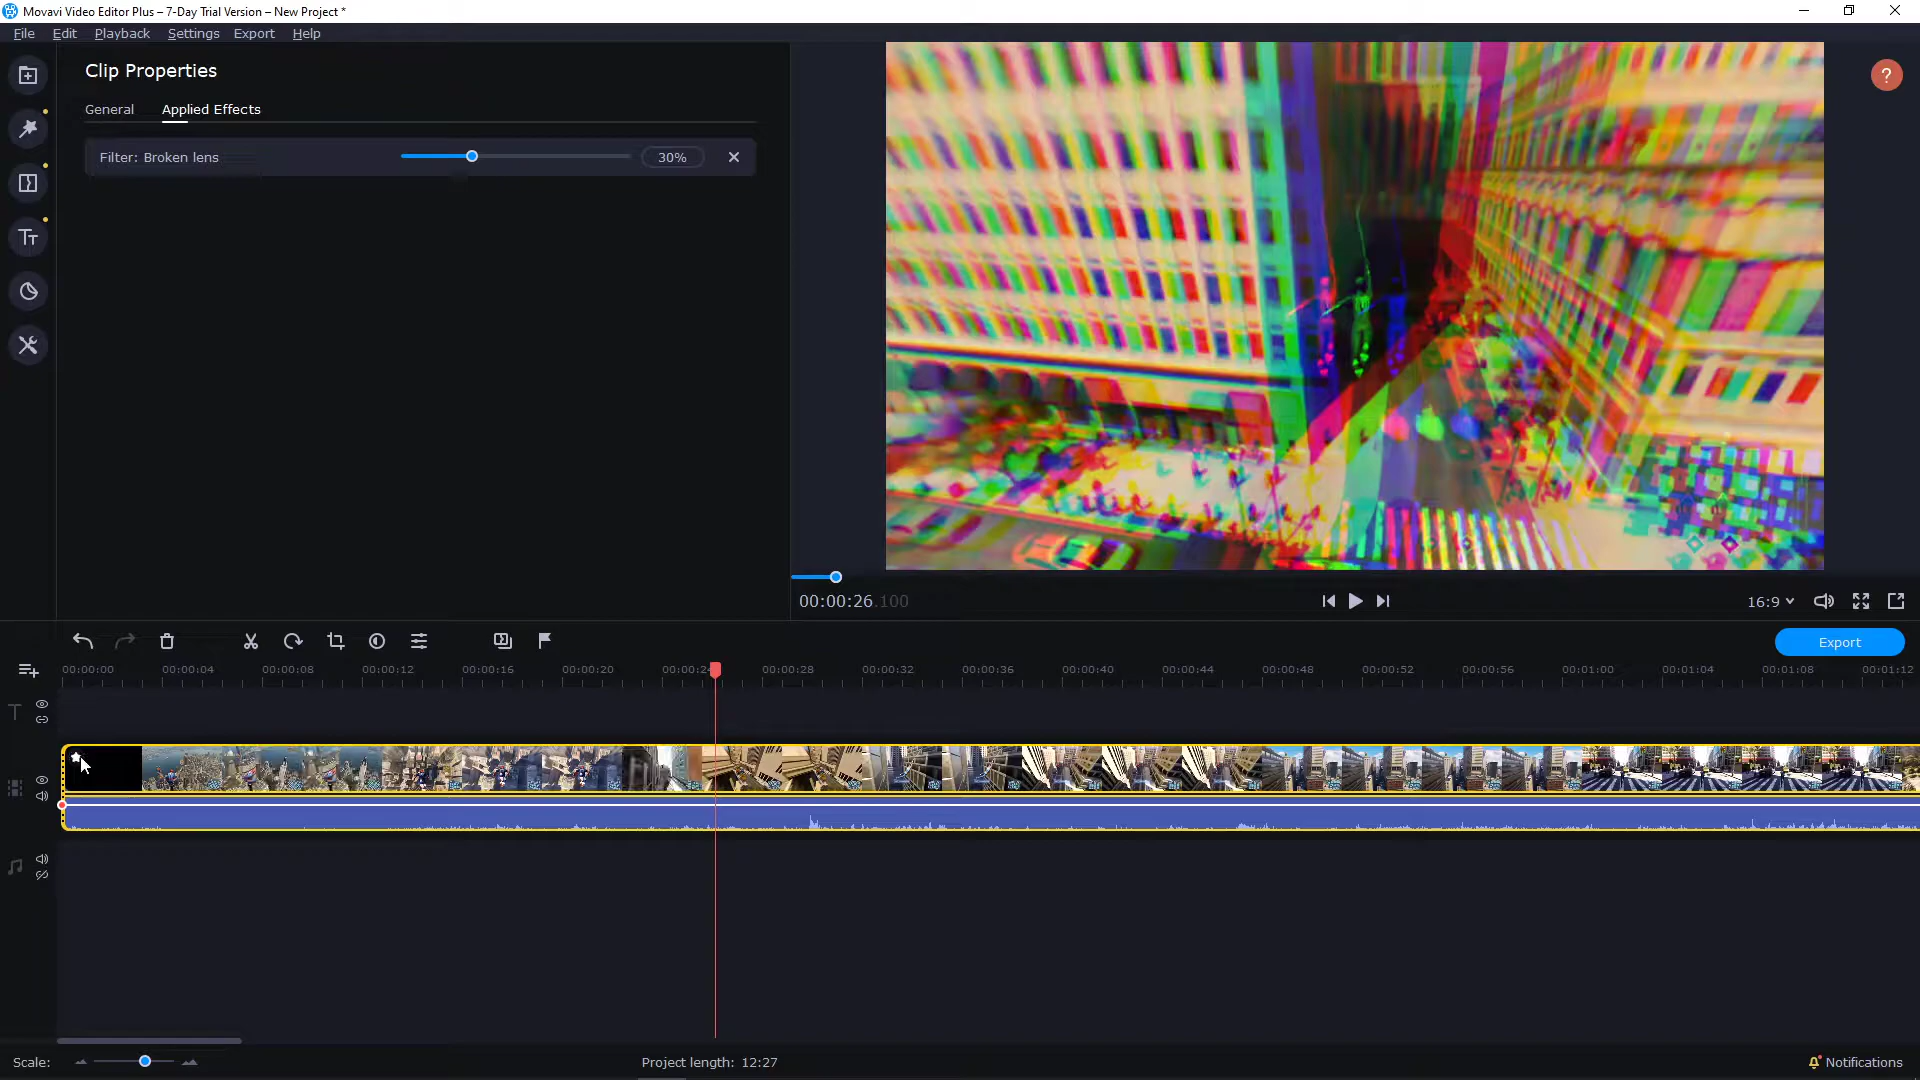 Movavi Video Editor Plus – 7-Day Trial Version – New Project *
File Edit Playback Settings Export Help
Clip Properties
General Applied Effects
Filter: Broken lens 30%
?
00:00:26.100
16:9
Export
00:00:00 00:00:04 00:00:08 00:00:12 00:00:16 00:00:20 00:00:24 00:00:28 00:00:32 00:00:36 00:00:40 00:00:44 00:00:48 00:00:52 00:00:56 00:01:00 00:01:04 00:01:08 00:01:12
Scale: Project length: 12:27 Notifications